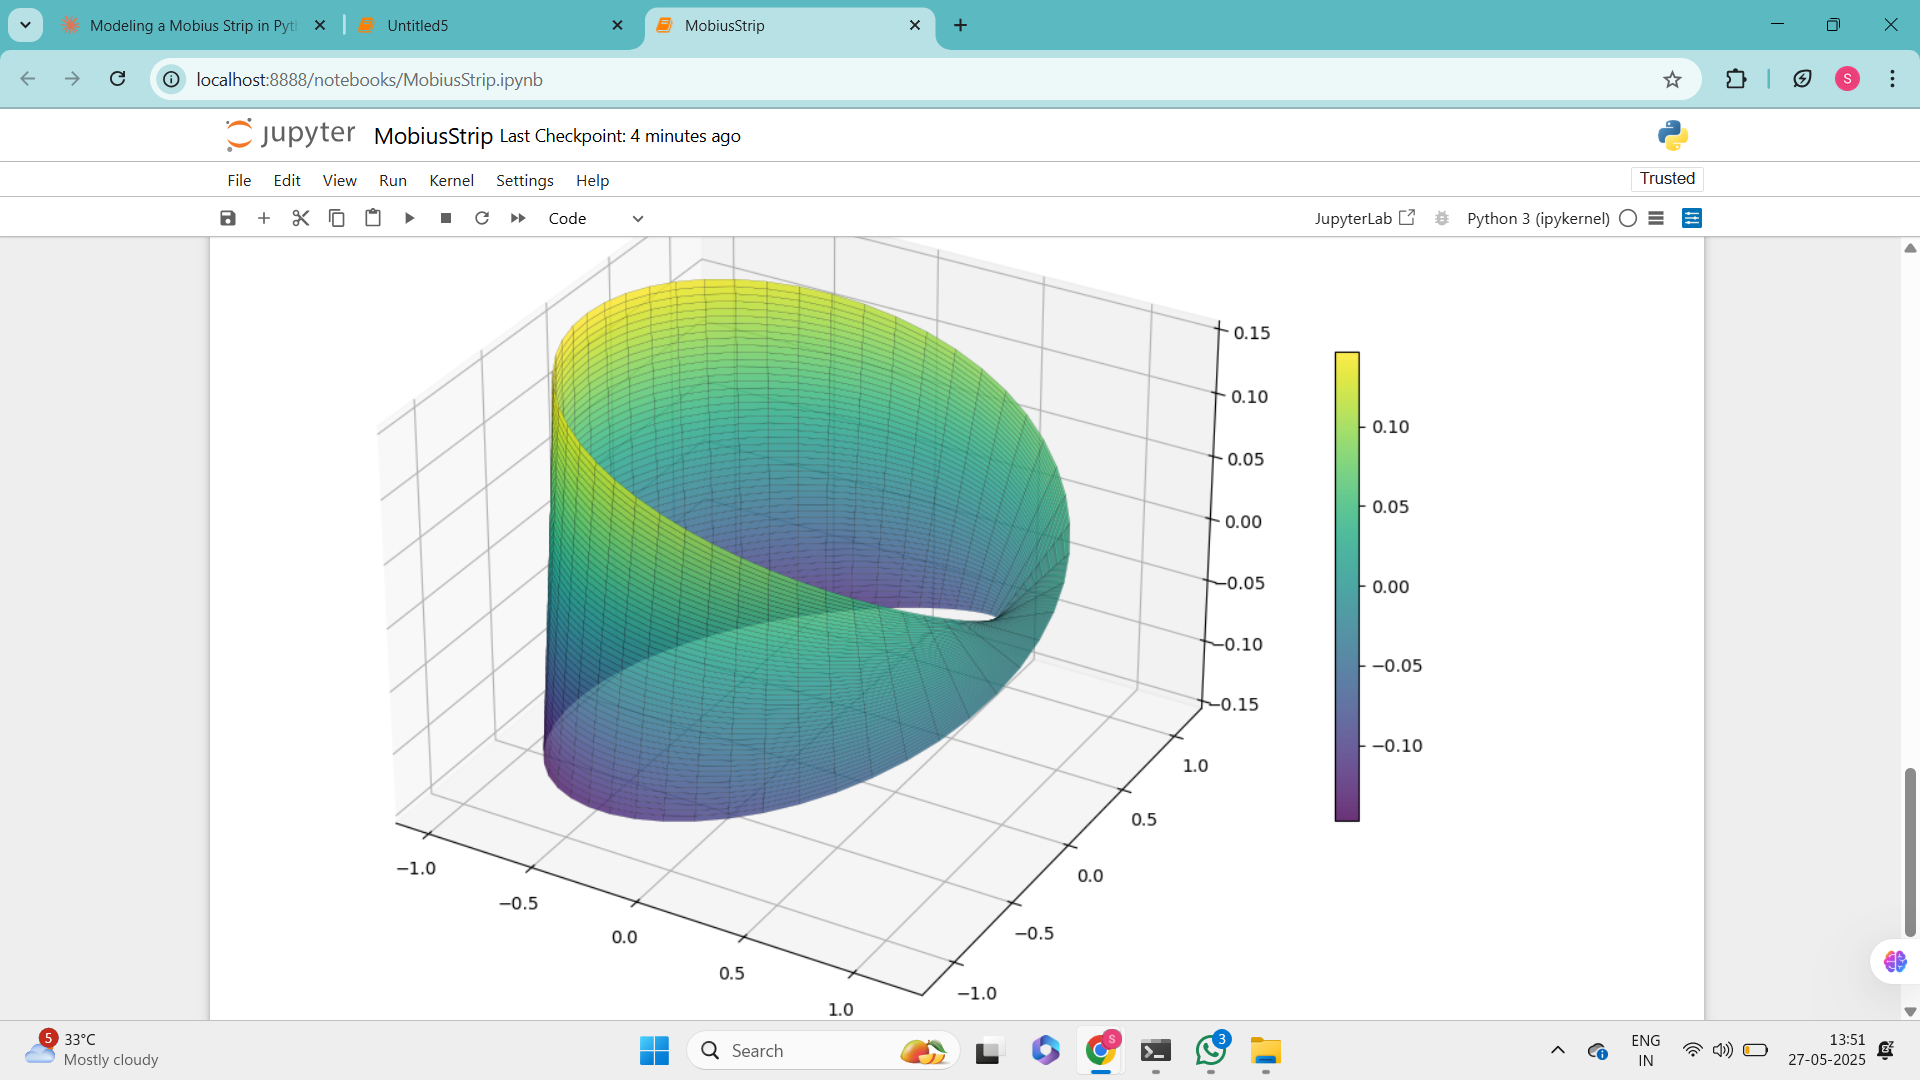 Modeling a Mobius Strip in Pyth
Untitled5
MobiusStrip
localhost:8888/notebooks/MobiusStrip.ipynb
S
jupyter
MobiusStrip Last Checkpoint: 4 minutes ago
File Edit View Run Kernel Settings Help
Trusted
Code
JupyterLab
Python 3 (ipykernel)
0.15
0.10
0.05
0.00
−0.05
−0.10
−0.15
0.10
0.05
0.00
−0.05
−0.10
1.0
0.5
0.0
−0.5
−1.0
−1.0
−0.5
0.0
0.5
1.0
5
33°C
Mostly cloudy
Search
S
3
ENG
IN
13:51
27-05-2025